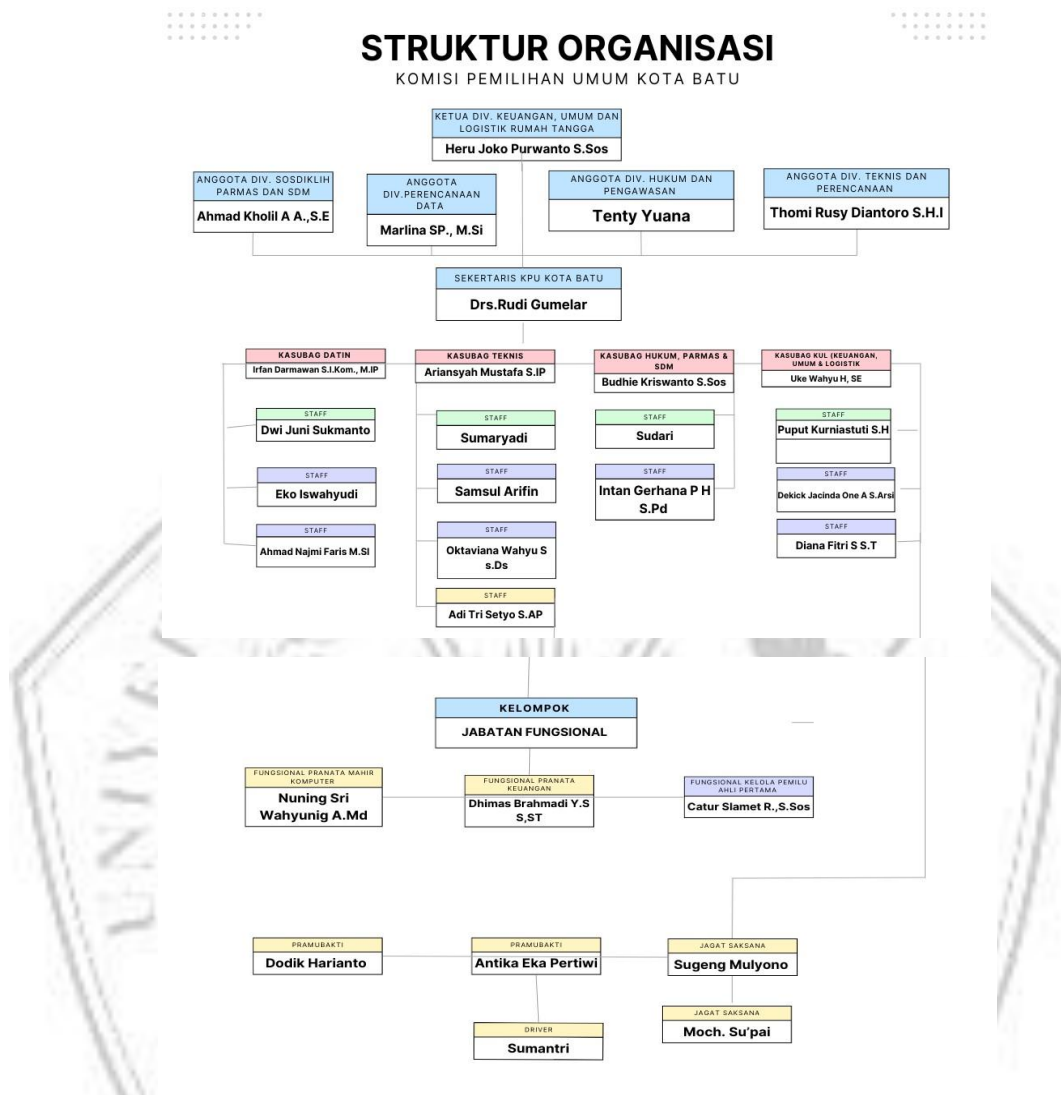 STRUKTUR ORGANISASI
KOMISI PEMILIHAN UMUM KOTA BATU
KETUA DIV. KEUANGAN, UMUM DAN
LOGISTIK RUMAH TANGGA
Heru Joko Purwanto S.Sos
ANGGOTA DIV. SOSDIKLIH
PARMAS DAN SDM
Ahmad Kholil A A.,S.E
ANGGOTA
DIV.PERENCANAAN
DATA
Marlina SP., M.Si
ANGGOTA DIV. HUKUM DAN
PENGAWASAN
Tenty Yuana
ANGGOTA DIV. TEKNIS DAN
PERENCANAAN
Thomi Rusy Diantoro S.H.I
SEKERTARIS KPU KOTA BATU
Drs.Rudi Gumelar
KASUBAG DATIN
Irfan Darmawan S.I.Kom., M.IP
STAFF
Dwi Juni Sukmanto
STAFF
Eko Iswahyudi
STAFF
Ahmad Najmi Faris M.SI
KASUBAG TEKNIS
Ariansyah Mustafa S.IP
STAFF
Sumaryadi
STAFF
Samsul Arifin
STAFF
Oktaviana Wahyu S
s.Ds
STAFF
Adi Tri Setyo S.AP
KASUBAG HUKUM, PARMAS &
SDM
Budhie Kriswanto S.Sos
STAFF
Sudari
STAFF
Intan Gerhana P H
S.Pd
KASUBAG KUL (KEUANGAN,
UMUM & LOGISTIK
Uke Wahyu H, SE
STAFF
Puput Kurniastuti S.H
STAFF
Dekick Jacinda One A S.Arsi
STAFF
Diana Fitri S S.T
KELOMPOK
JABATAN FUNGSIONAL
FUNGSIONAL PRANATA MAHIR
KOMPUTER
Nuning Sri
Wahyunig A.Md
FUNGSIONAL PRANATA
KEUANGAN
Dhimas Brahmadi Y.S
S,ST
FUNGSIONAL KELOLA PEMILU
AHLI PERTAMA
Catur Slamet R.,S.Sos
PRAMUBAKTI
Dodik Harianto
PRAMUBAKTI
Antika Eka Pertiwi
JAGAT SAKSANA
Sugeng Mulyono
DRIVER
Sumantri
JAGAT SAKSANA
Moch. Su'pai